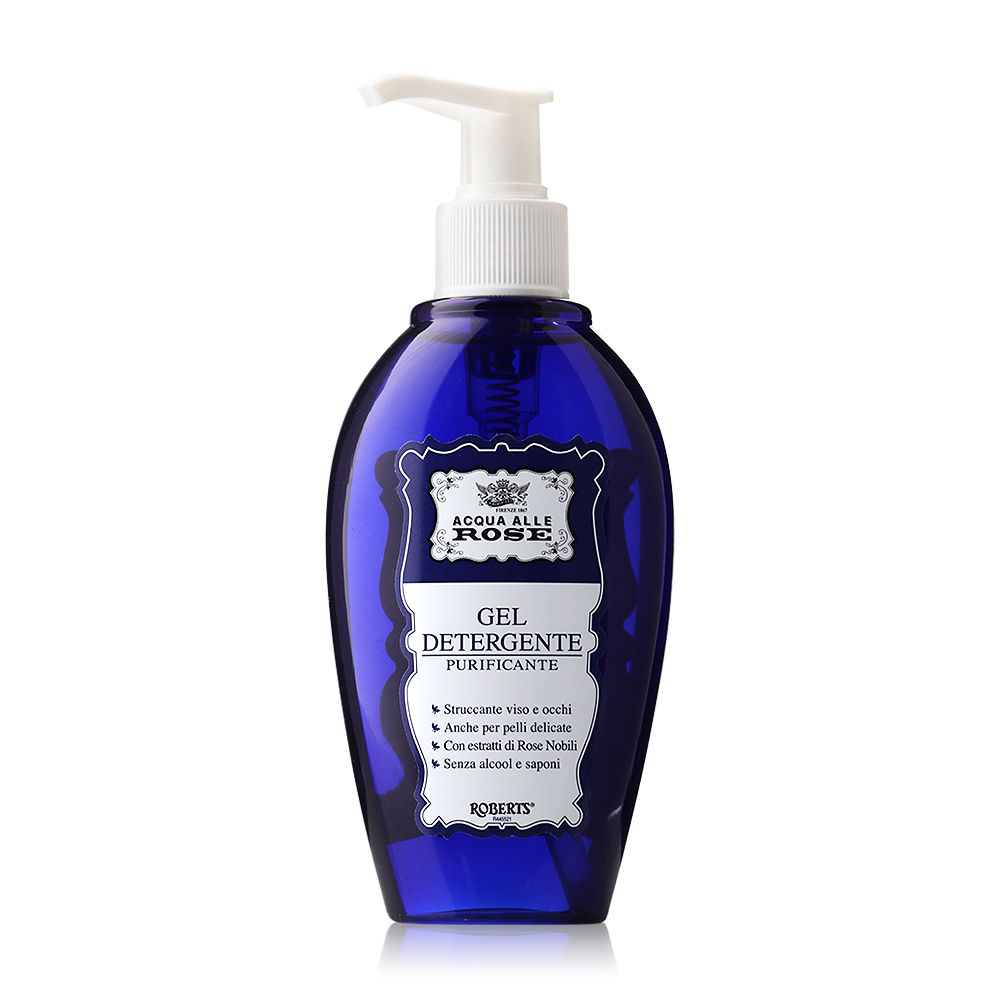 FIRENZE 1867
ACQUA ALLE
ROSE
GEL
DETERGENTE
PURIFICANTE
Struccante viso e occhi
Anche per pelli delicate
Con estratti di Rose Nobili
Senza alcool e saponi
ROBERTS®
R445521